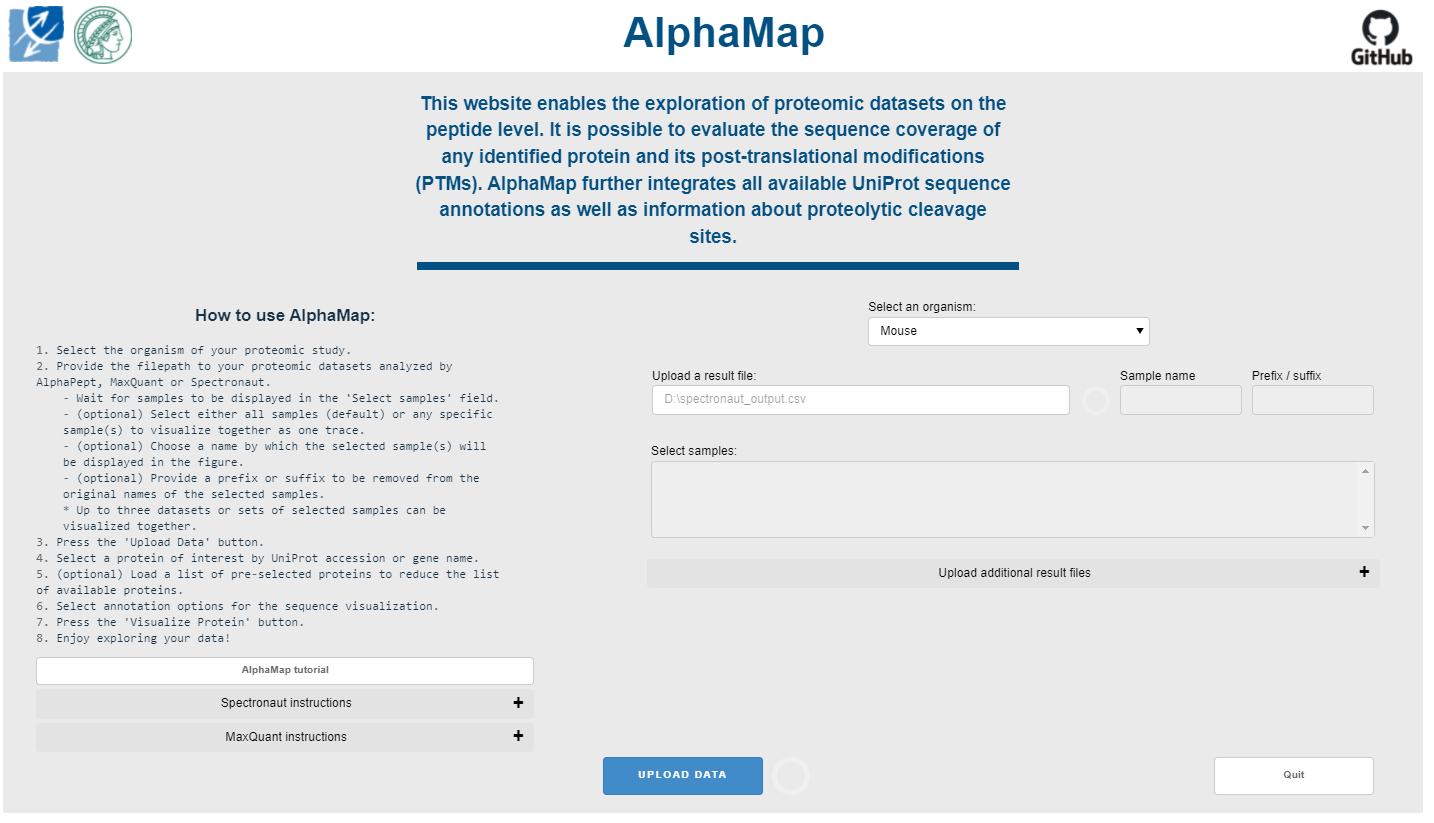 AlphaMap
GitHub
This website enables the exploration of proteomic datasets on the
peptide level. It is possible to evaluate the sequence coverage of
any identified protein and its post-translational modifications
(PTMs). AlphaMap further integrates all available UniProt sequence
annotations as well as information about proteolytic cleavage
sites.
How to use AlphaMap:
1. Select the organism of your proteomic study.
2. Provide the filepath to your proteomic datasets analyzed by
AlphaPept, MaxQuant or Spectronaut.
- Wait for samples to be displayed in the 'Select samples' field.
- (optional) Select either all samples (default) or any specific
sample(s) to visualize together as one trace.
- (optional) Choose a name by which the selected sample(s) will
be displayed in the figure.
- (optional) Provide a prefix or suffix to be removed from the
original names of the selected samples.
* Up to three datasets or sets of selected samples can be
visualized together.
3. Press the 'Upload Data' button.
4. Select a protein of interest by UniProt accession or gene name.
5. (optional) Load a list of pre-selected proteins to reduce the list
of available proteins.
6. Select annotation options for the sequence visualization.
7. Press the 'Visualize Protein' button.
8. Enjoy exploring your data!
AlphaMap tutorial
Spectronaut instructions +
MaxQuant instructions +
Select an organism:
Mouse
Upload a result file:
D:\spectronaut_output.csv
Sample name
Prefix / suffix
Select samples:
Upload additional result files +
UPLOAD DATA
Quit